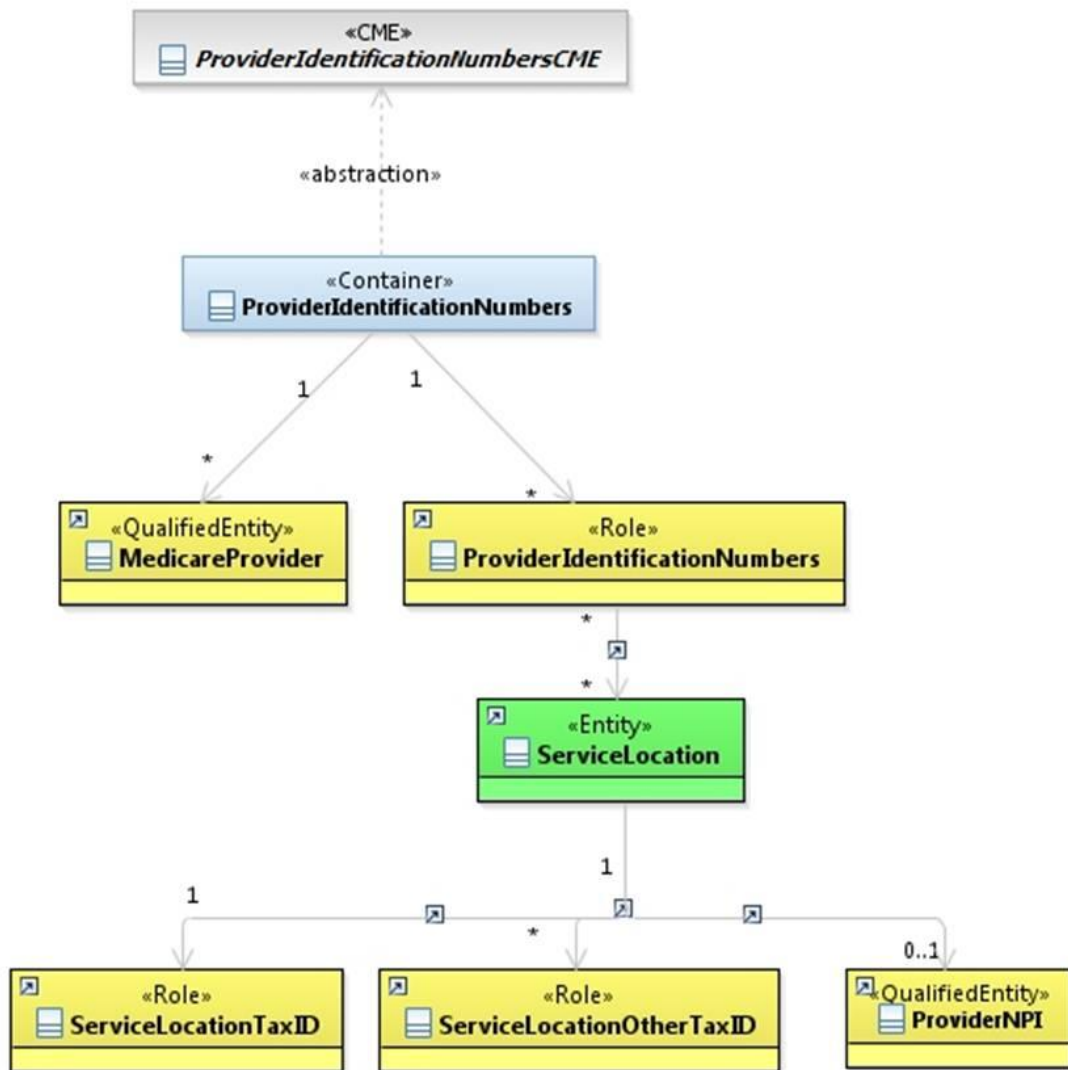 «CME»
ProviderIdentificationNumbersCME
«abstraction»
«Container»
ProviderIdentificationNumbers
1
1
*
*
«QualifiedEntity»
MedicareProvider
«Role»
ProviderIdentificationNumbers
*
*
«Entity»
ServiceLocation
1
1
*
0..1
«Role»
ServiceLocationTaxID
«Role»
ServiceLocationOtherTaxID
«QualifiedEntity»
ProviderNPI